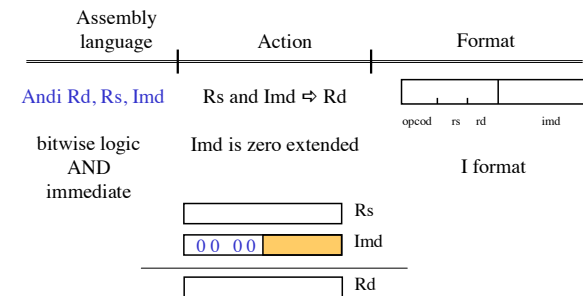 Assembly language
Action
Format
Andi Rd, Rs, Imd
Rs and Imd ⇨ Rd
opcod rs rd imd
bitwise logic
AND
immediate
Imd is zero extended
I format
Rs
00 00 Imd
Rd